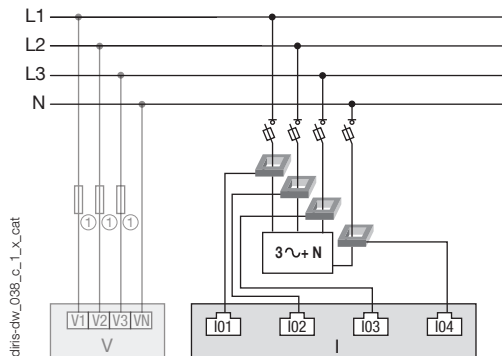 L1
L2
L3
N
1 1 1
3∿+ N
V1 V2 V3 VN
V
I01 I02 I03 I04
I
diris-dw_038_c_1_x_cat